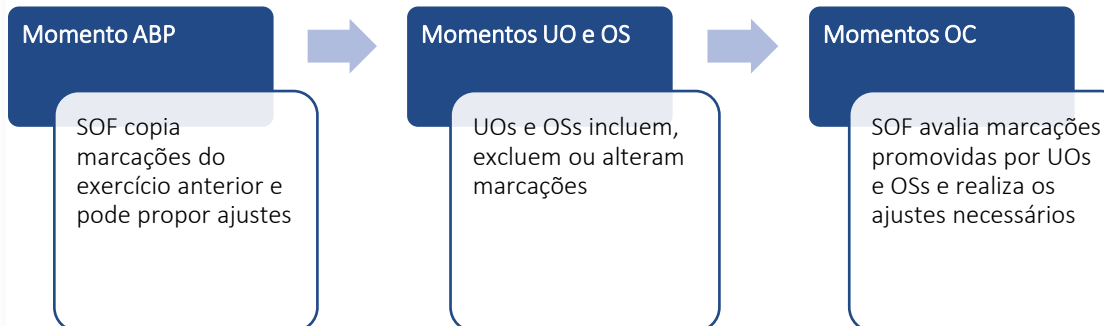 Momento ABP
SOF copia
marcações do
exercício anterior e
pode propor ajustes
Momentos UO e OS
UOs e OSs incluem,
excluem ou alteram
marcações
Momentos OC
SOF avalia marcações
promovidas por UOs
e OSs e realiza os
ajustes necessários